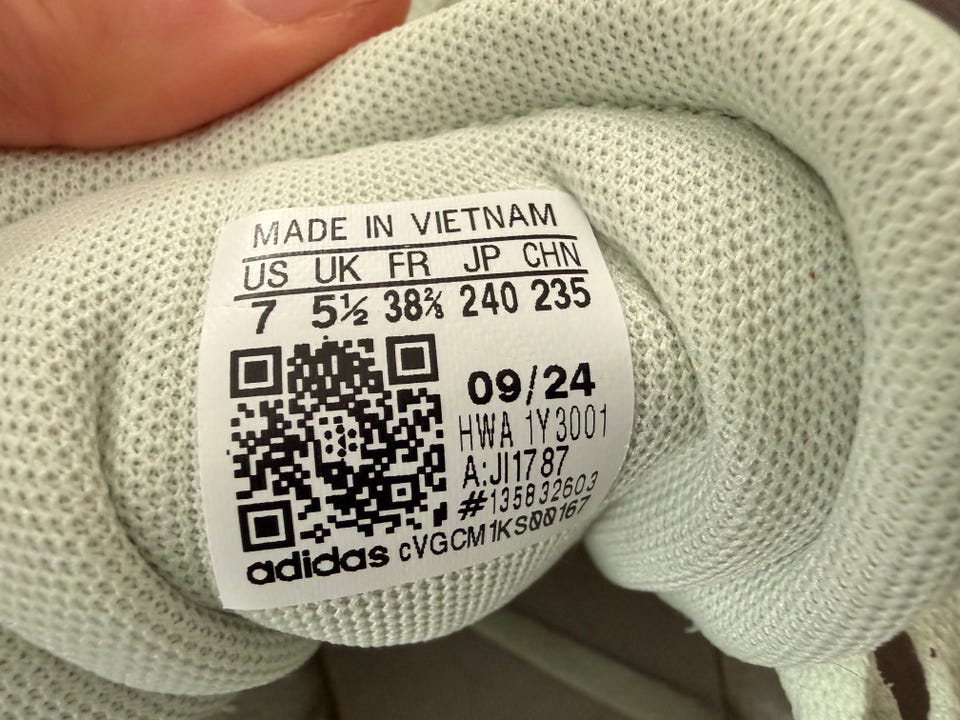 MADE IN VIETNAM
US UK FR JP CHN
7 5½ 38⅔ 240 235
09/24
HWA 1Y3001
A:JI1787
#135832603
adidas cVGCM1KS00167